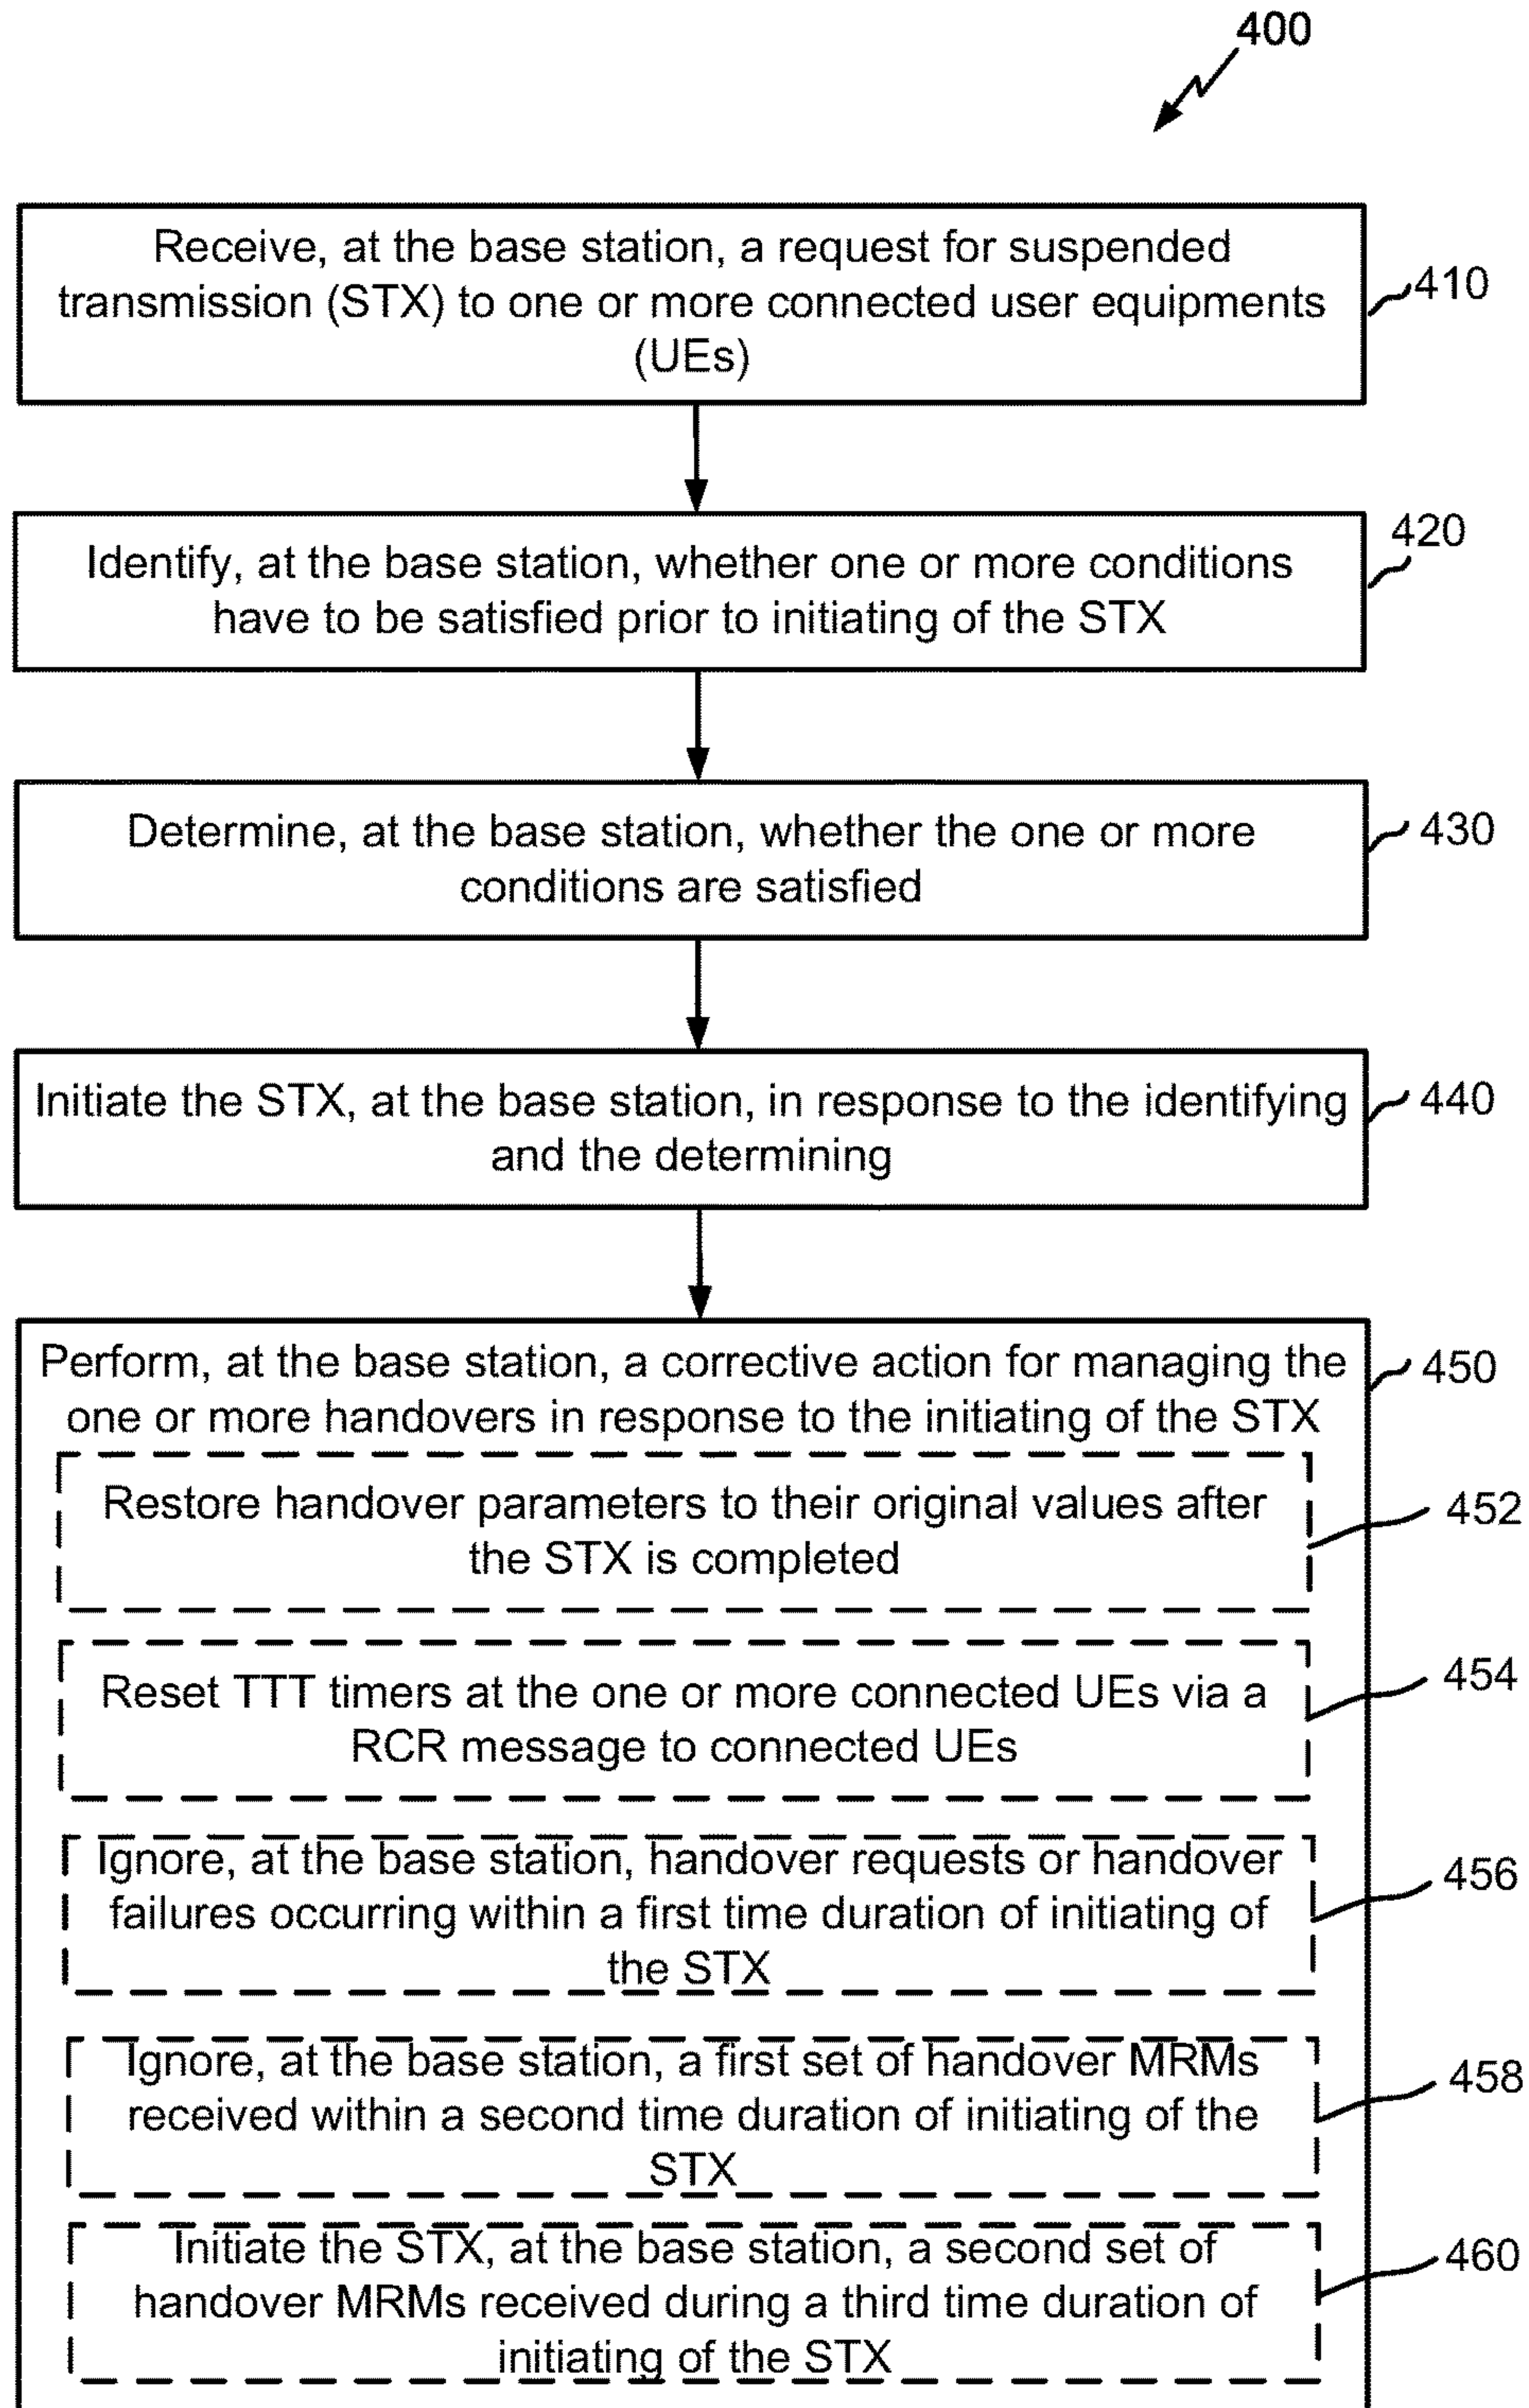 400
Receive, at the base station, a request for suspended
transmission (STX) to one or more connected user equipments
(UEs)
410
Identify, at the base station, whether one or more conditions
have to be satisfied prior to initiating of the STX
420
Determine, at the base station, whether the one or more
conditions are satisfied
430
Initiate the STX, at the base station, in response to the identifying
and the determining
440
Perform, at the base station, a corrective action for managing the
one or more handovers in response to the initiating of the STX
450
Restore handover parameters to their original values after
the STX is completed
452
Reset TTT timers at the one or more connected UEs via a
RCR message to connected UEs
454
Ignore, at the base station, handover requests or handover
failures occurring within a first time duration of initiating of
the STX
456
Ignore, at the base station, a first set of handover MRMs
received within a second time duration of initiating of the
STX
458
Initiate the STX, at the base station, a second set of
handover MRMs received during a third time duration of
initiating of the STX
460